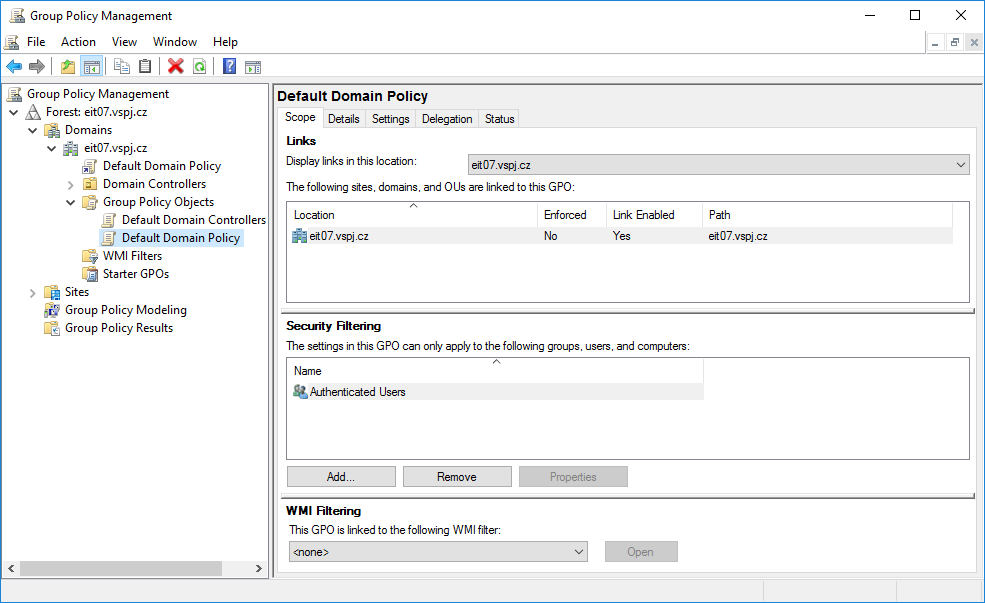 Group Policy Management
File Action View Window Help
Group Policy Management
Forest: eit07.vspj.cz
Domains
eit07.vspj.cz
Default Domain Policy
Domain Controllers
Group Policy Objects
Default Domain Controllers
Default Domain Policy
WMI Filters
Starter GPOs
Sites
Group Policy Modeling
Group Policy Results
Default Domain Policy
Scope Details Settings Delegation Status
Links
Display links in this location: eit07.vspj.cz
The following sites, domains, and OUs are linked to this GPO:
Location Enforced Link Enabled Path
eit07.vspj.cz No Yes eit07.vspj.cz
Security Filtering
The settings in this GPO can only apply to the following groups, users, and computers:
Name
Authenticated Users
Add... Remove Properties
WMI Filtering
This GPO is linked to the following WMI filter:
<none> Open